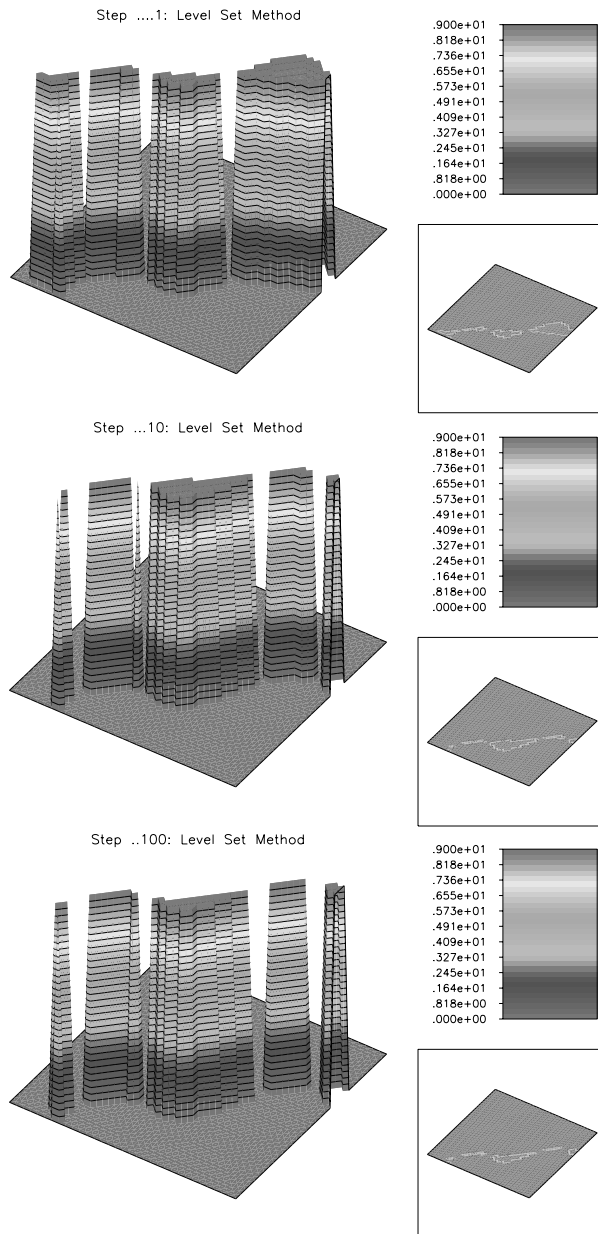 Step ....1: Level Set Method
.900e+01
.818e+01
.736e+01
.655e+01
.573e+01
.491e+01
.409e+01
.327e+01
.245e+01
.164e+01
.818e+00
.000e+00
Step ...10: Level Set Method
.900e+01
.818e+01
.736e+01
.655e+01
.573e+01
.491e+01
.409e+01
.327e+01
.245e+01
.164e+01
.818e+00
.000e+00
Step ..100: Level Set Method
.900e+01
.818e+01
.736e+01
.655e+01
.573e+01
.491e+01
.409e+01
.327e+01
.245e+01
.164e+01
.818e+00
.000e+00